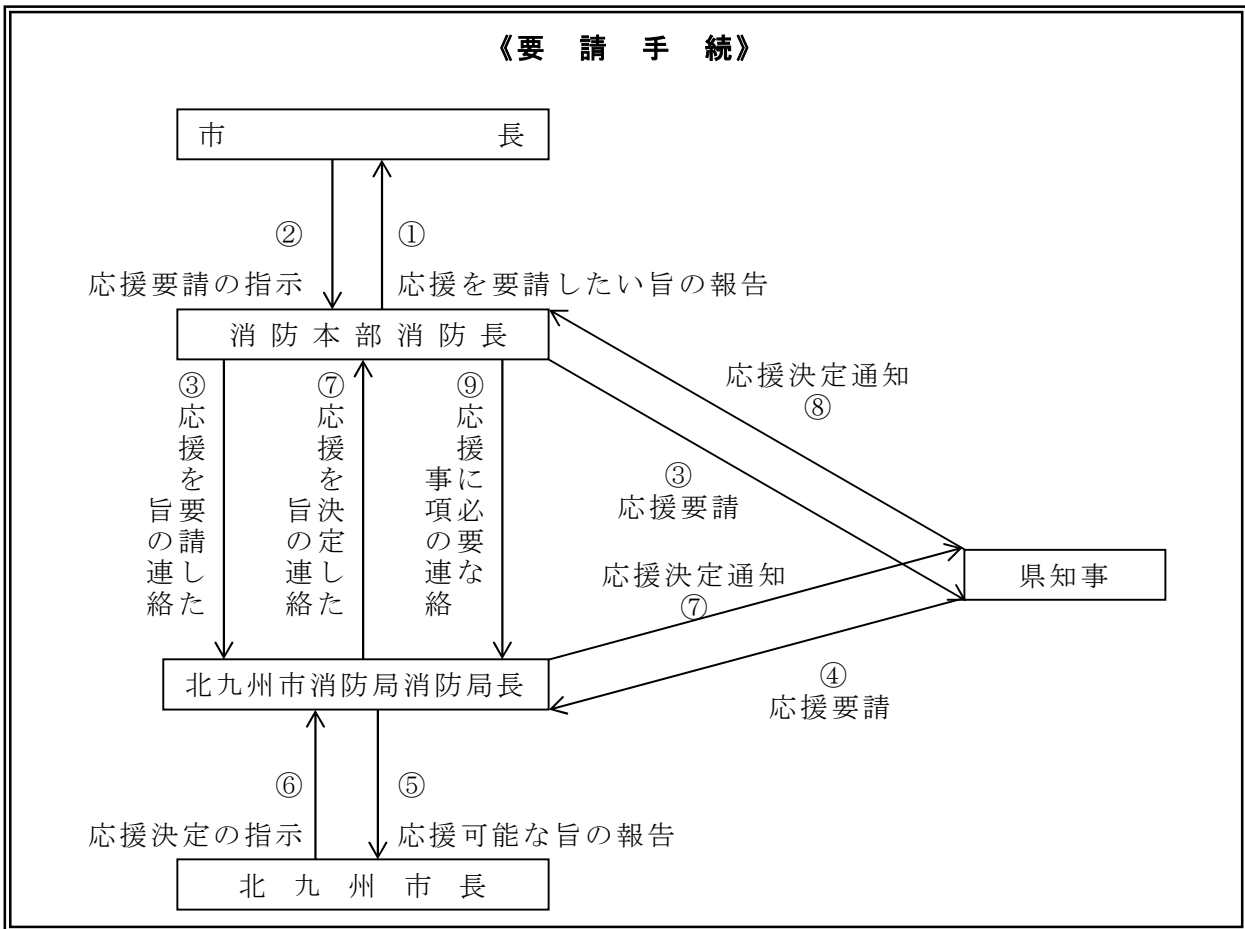 《要 請 手 続》
市 長
② ①
応援要請の指示 応援を要請したい旨の報告
消防本部消防長
③応援を要請した
旨の連絡
⑦応援を決定した
旨の連絡
⑨応援に必要な
事項の連絡
応援決定通知
⑧
③
応援要請
応援決定通知
⑦
県知事
北九州市消防局消防局長
④
応援要請
⑥ ⑤
応援決定の指示 応援可能な旨の報告
北九州市長